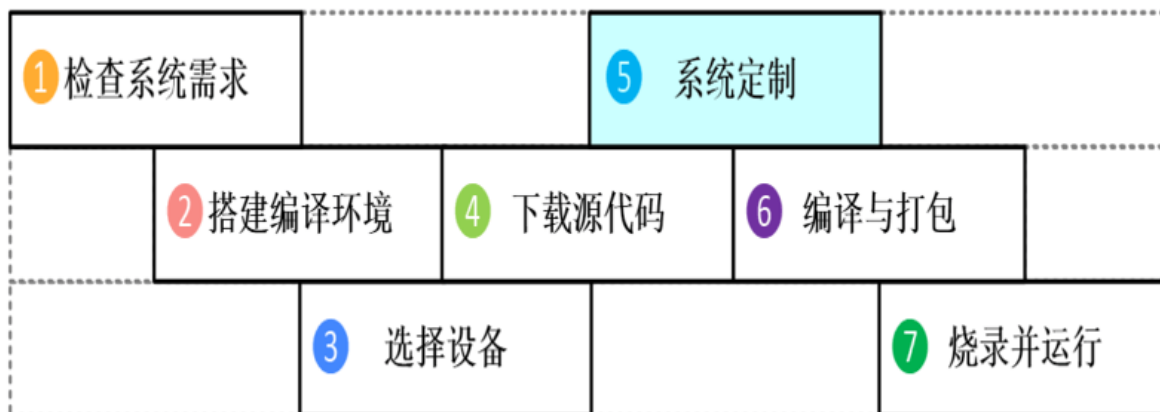 1 检查系统需求
5 系统定制
2 搭建编译环境
4 下载源代码
6 编译与打包
3 选择设备
7 烧录并运行